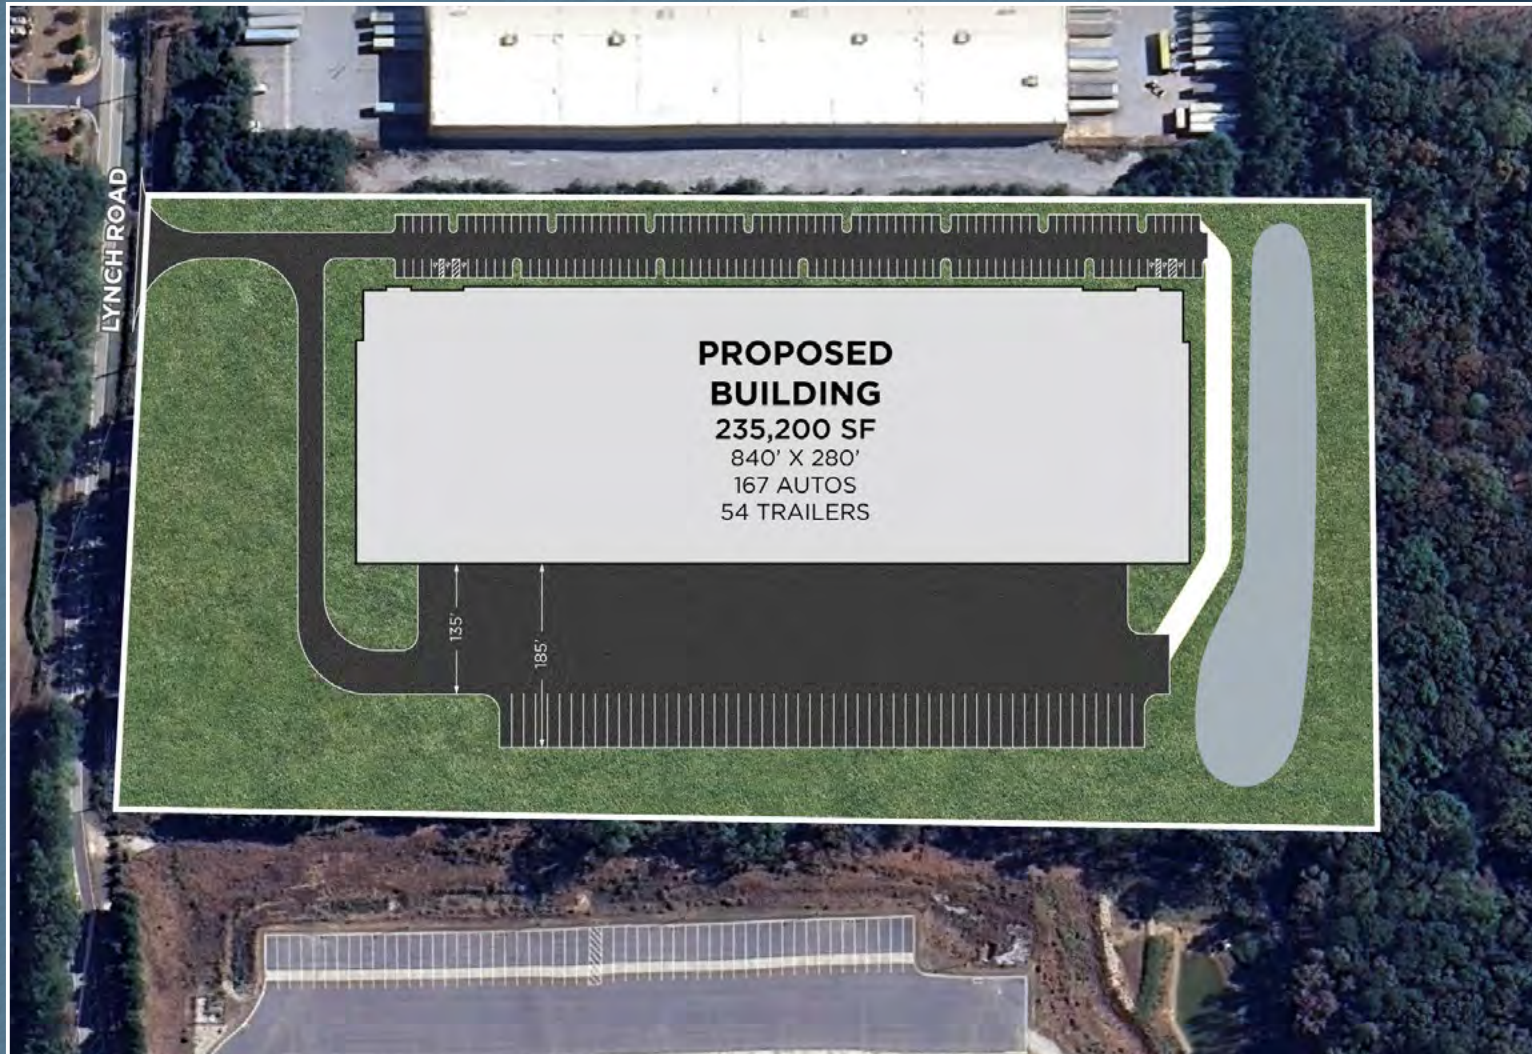 LYNCH ROAD
PROPOSED
BUILDING
235,200 SF
840' X 280'
167 AUTOS
54 TRAILERS
135'
185'